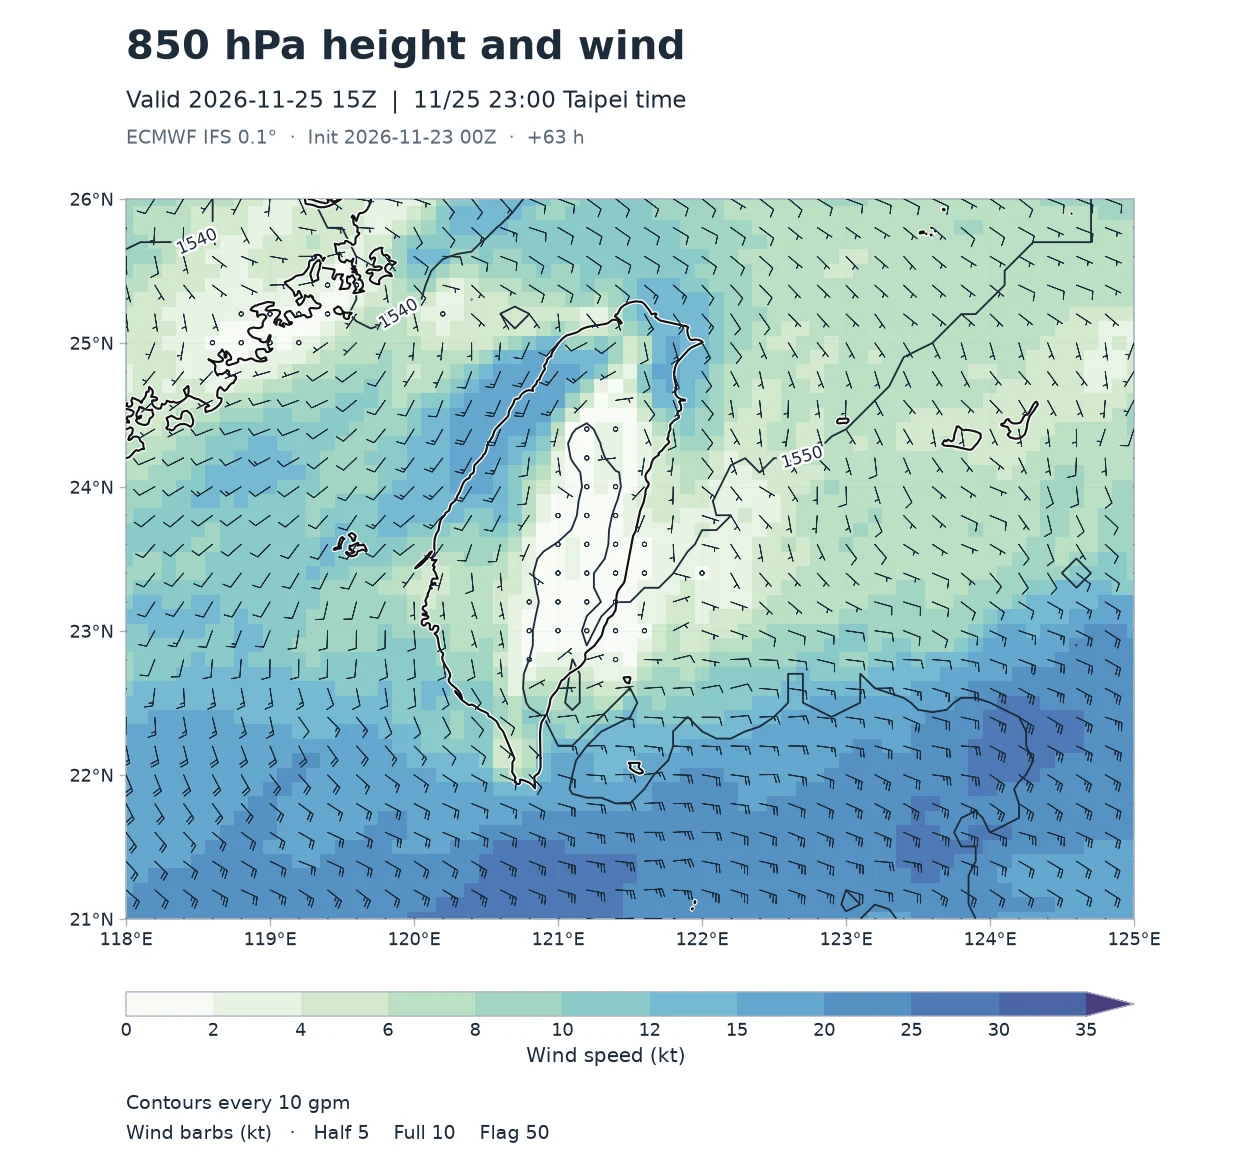 850 hPa height and wind
Valid 2026-11-25 15Z | 11/25 23:00 Taipei time
ECMWF IFS 0.1° · Init 2026-11-23 00Z · +63 h
26°N
25°N
24°N
23°N
22°N
21°N
1540
1540
1550
118°E 119°E 120°E 121°E 122°E 123°E 124°E 125°E
0 2 4 6 8 10 12 15 20 25 30 35
Wind speed (kt)
Contours every 10 gpm
Wind barbs (kt) · Half 5 Full 10 Flag 50